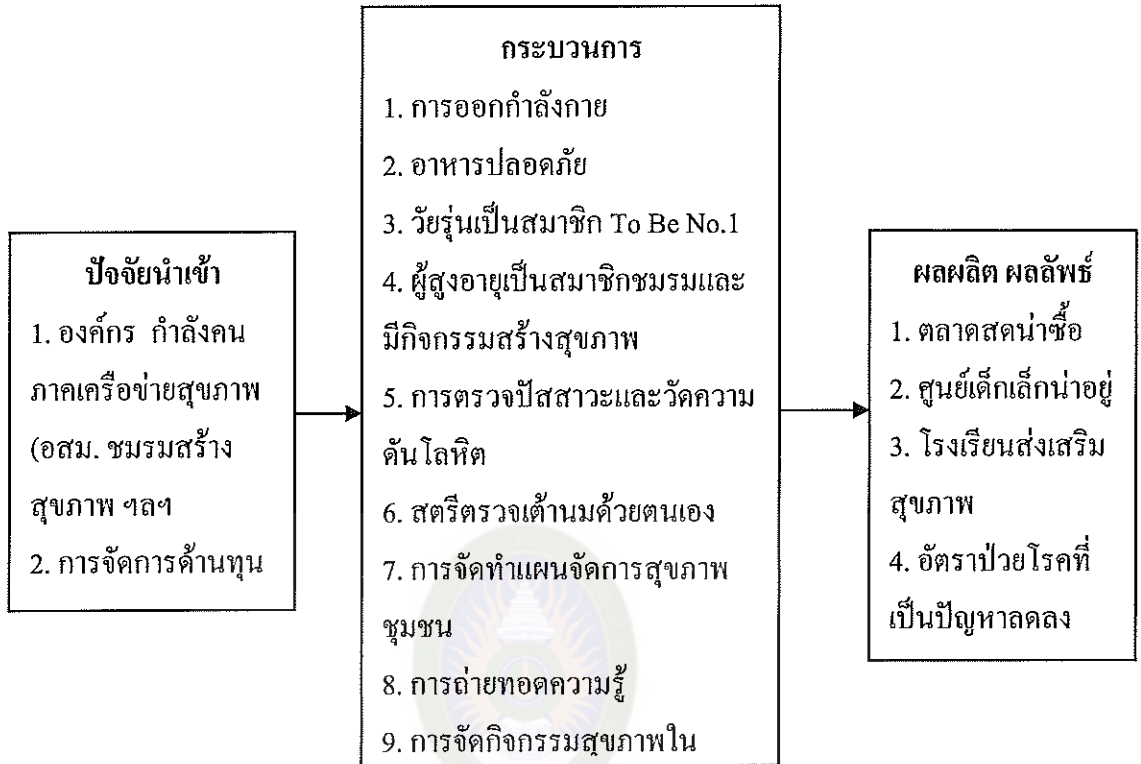 ปัจจัยนำเข้า
1. องค์กร กำลังคน
ภาคเครือข่ายสุขภาพ
(อสม. ชมรมสร้าง
สุขภาพ ฯลฯ
2. การจัดการด้านทุน
กระบวนการ
1. การออกกำลังกาย
2. อาหารปลอดภัย
3. วัยรุ่นเป็นสมาชิก To Be No.1
4. ผู้สูงอายุเป็นสมาชิกชมรมและ
มีกิจกรรมสร้างสุขภาพ
5. การตรวจปัสสาวะและวัดความ
ดันโลหิต
6. สตรีตรวจเต้านมด้วยตนเอง
7. การจัดทำแผนจัดการสุขภาพ
ชุมชน
8. การถ่ายทอดความรู้
9. การจัดกิจกรรมสุขภาพใน
ผลผลิต ผลลัพธ์
1. ตลาดสดน่าซื้อ
2. ศูนย์เด็กเล็กน่าอยู่
3. โรงเรียนส่งเสริม
สุขภาพ
4. อัตราป่วยโรคที่
เป็นปัญหาลดลง